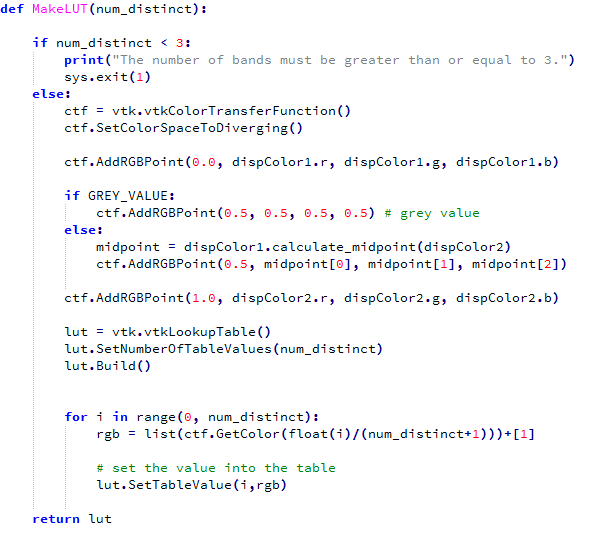 def MakeLUT(num_distinct):
if num_distinct < 3:
print("The number of bands must be greater than or equal to 3.")
sys.exit(1)
else:
ctf = vtk.vtkColorTransferFunction()
ctf.SetColorSpaceToDiverging()
ctf.AddRGBPoint(0.0, dispColor1.r, dispColor1.g, dispColor1.b)
if GREY_VALUE:
ctf.AddRGBPoint(0.5, 0.5, 0.5, 0.5) # grey value
else:
midpoint = dispColor1.calculate_midpoint(dispColor2)
ctf.AddRGBPoint(0.5, midpoint[0], midpoint[1], midpoint[2])
ctf.AddRGBPoint(1.0, dispColor2.r, dispColor2.g, dispColor2.b)
lut = vtk.vtkLookupTable()
lut.SetNumberOfTableValues(num_distinct)
lut.Build()
for i in range(0, num_distinct):
rgb = list(ctf.GetColor(float(i)/(num_distinct+1)))+[1]
# set the value into the table
lut.SetTableValue(i,rgb)
return lut